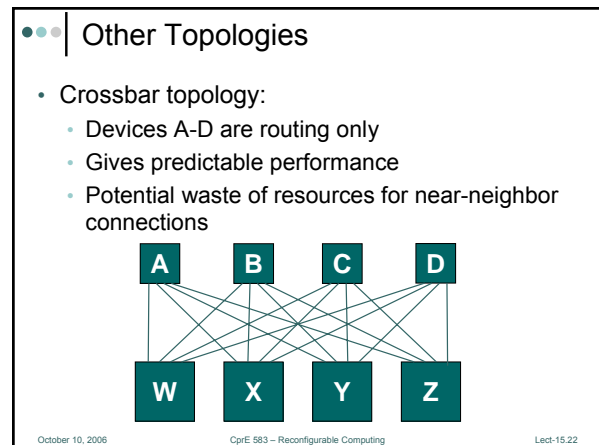 Other Topologies
• Crossbar topology:
• Devices A-D are routing only
• Gives predictable performance
• Potential waste of resources for near-neighbor
connections
A B C D
W X Y Z
October 10, 2006 CprE 583 – Reconfigurable Computing Lect-15.22